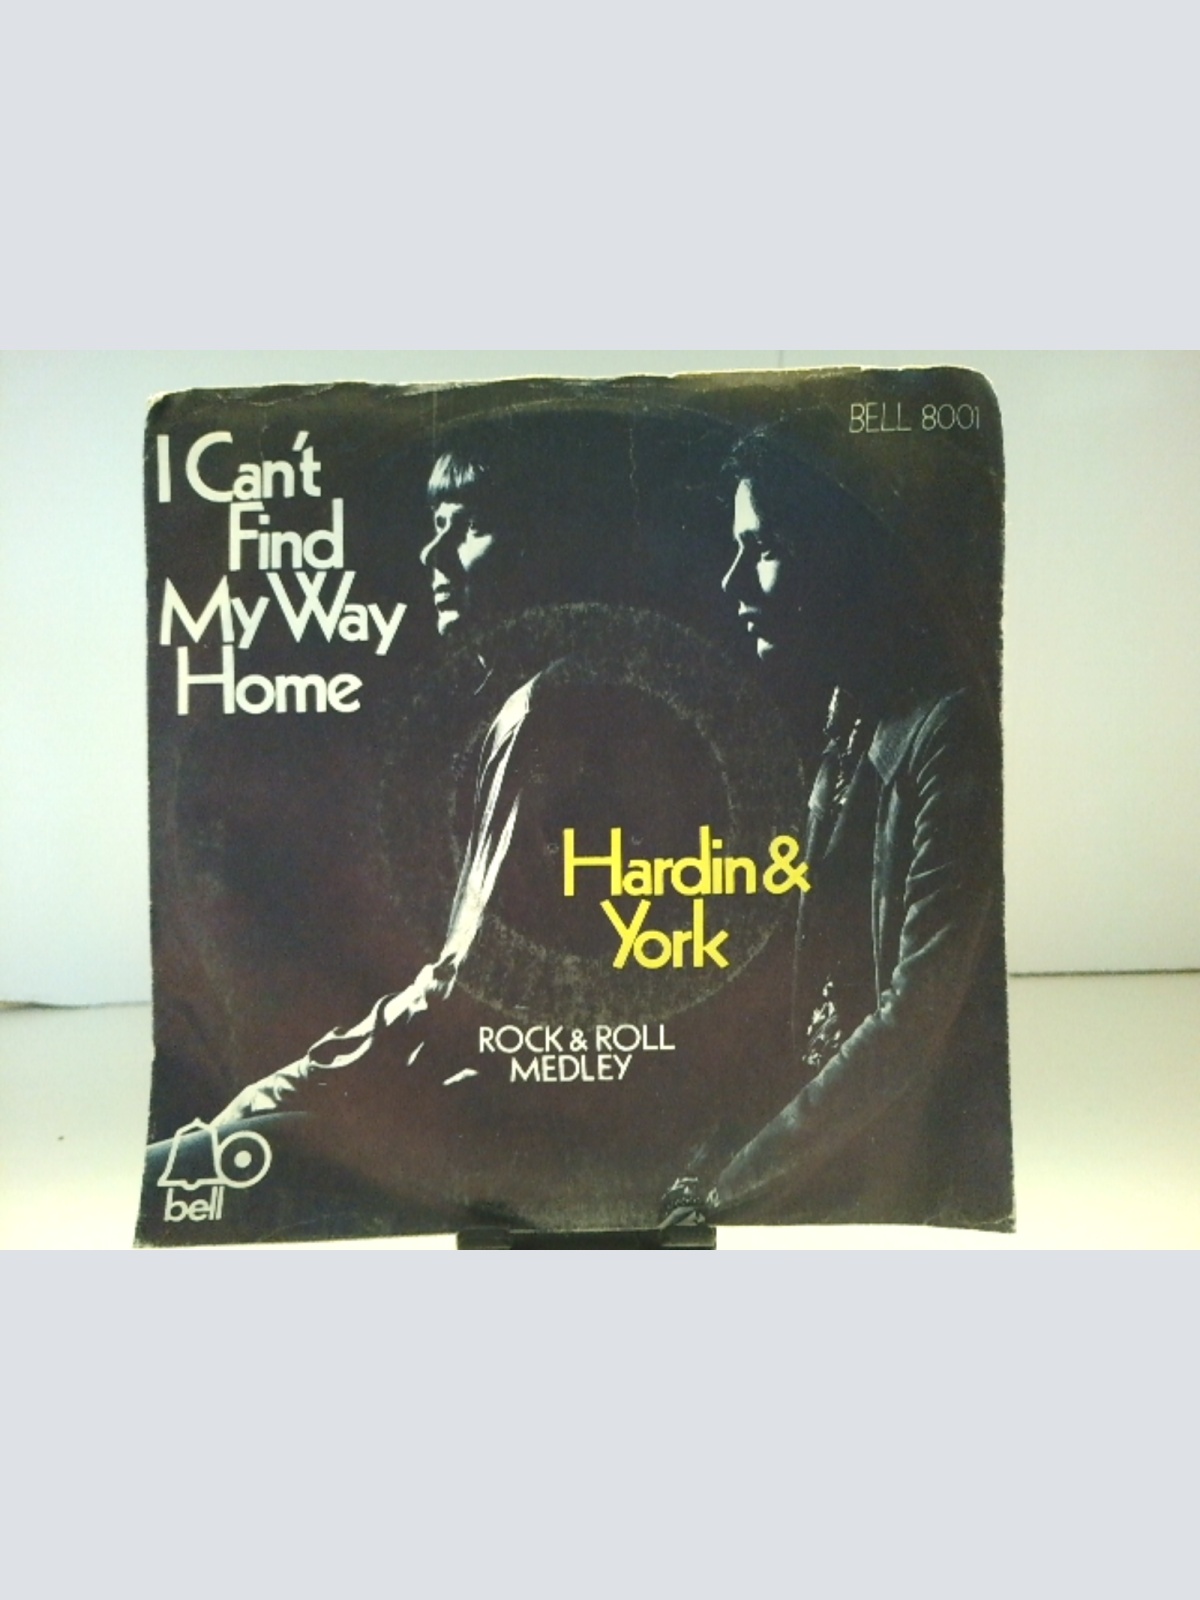 BELL 8001
I Can't
Find
My Way
Home
Hardin &
York
ROCK & ROLL
MEDLEY
bell